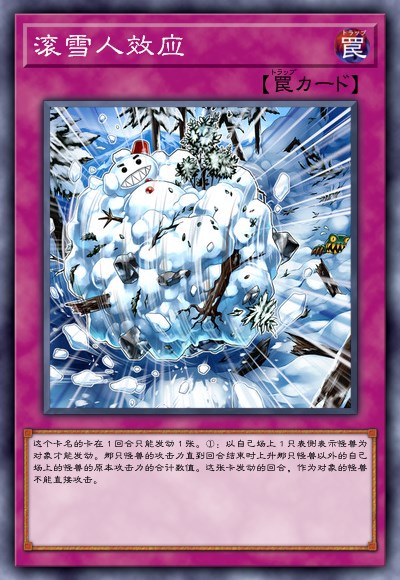 滚雪人效应
トラップ
罠
トラップ
【罠カード】
这个卡名的卡在1回合只能发动1张。①：以自己场上1只表侧表示怪兽为
对象才能发动。那只怪兽的攻击力直到回合结束时上升那只怪兽以外的自己
场上的怪兽的原本攻击力的合计数值。这张卡发动的回合，作为对象的怪兽
不能直接攻击。